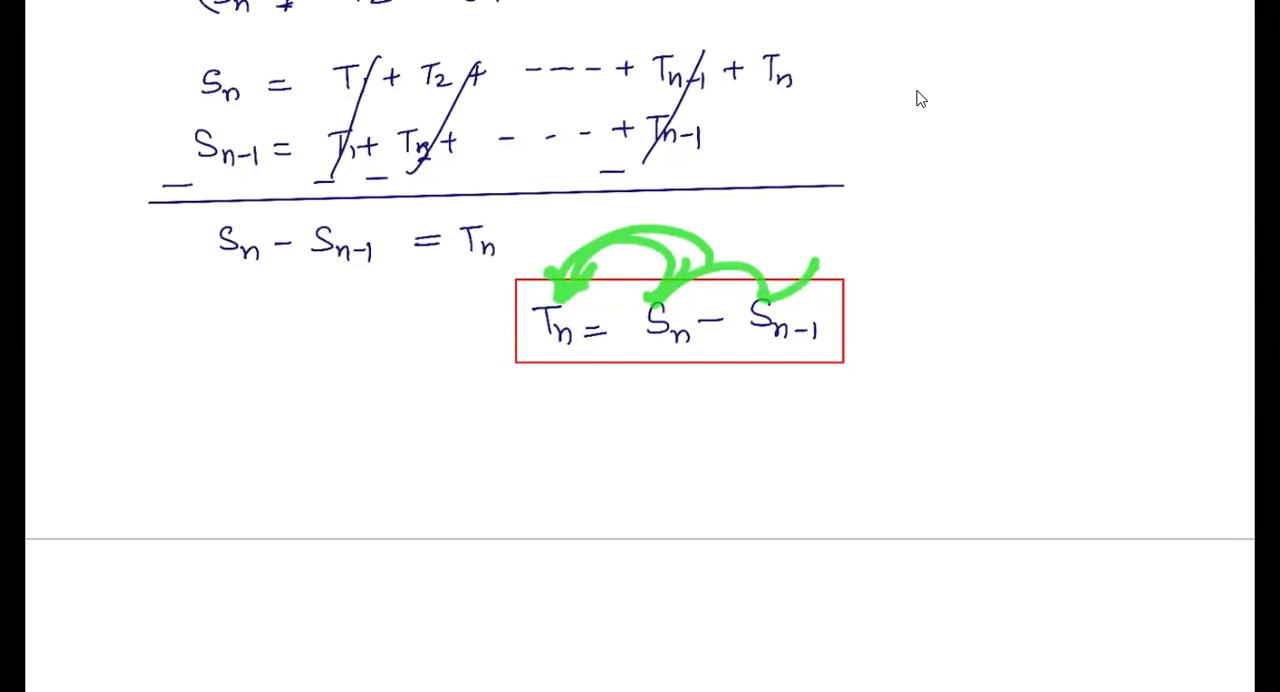 Sn = T1 + T2 + ---- + Tn-1 + Tn
Sn-1 = T1 + T2 + - - - + Tn-1
Sn - Sn-1 = Tn
Tn = Sn - Sn-1